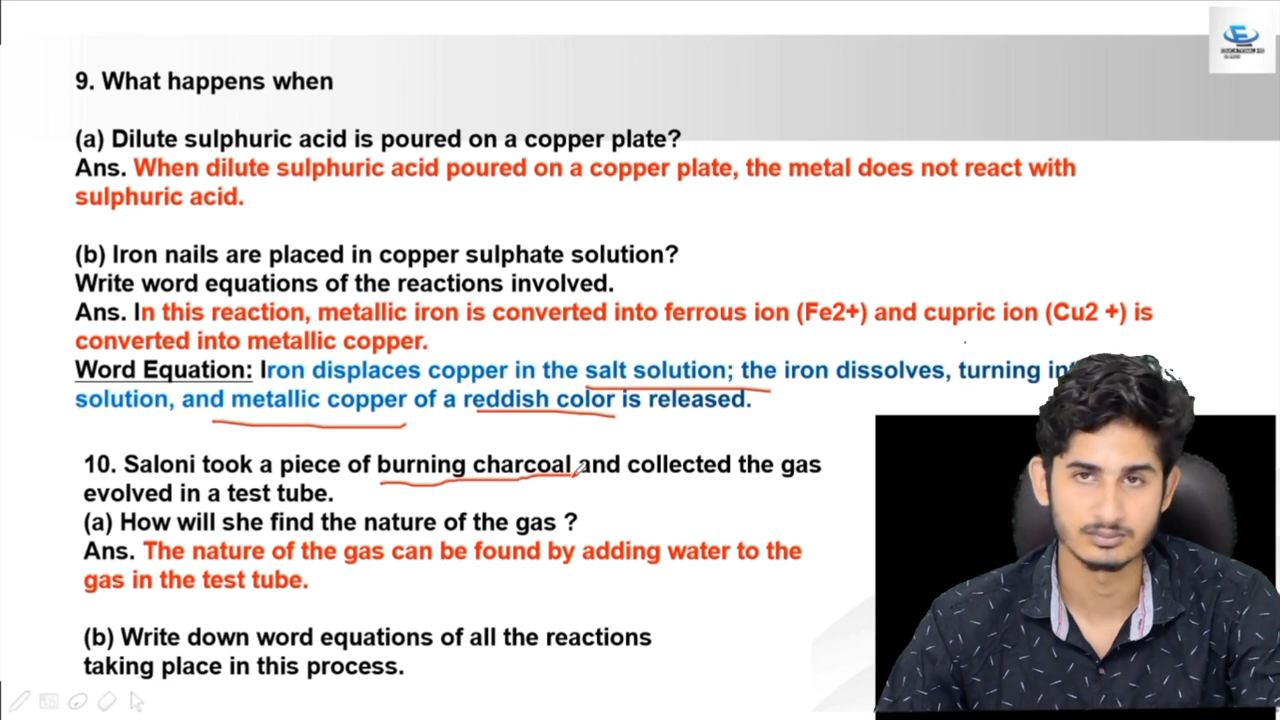 9. What happens when
(a) Dilute sulphuric acid is poured on a copper plate?
Ans. When dilute sulphuric acid poured on a copper plate, the metal does not react with
sulphuric acid.
(b) Iron nails are placed in copper sulphate solution?
Write word equations of the reactions involved.
Ans. In this reaction, metallic iron is converted into ferrous ion (Fe2+) and cupric ion (Cu2 +) is
converted into metallic copper.
Word Equation: Iron displaces copper in the salt solution; the iron dissolves, turning
solution, and metallic copper of a reddish color is released.
10. Saloni took a piece of burning charcoal and collected the gas
evolved in a test tube.
(a) How will she find the nature of the gas ?
Ans. The nature of the gas can be found by adding water to the
gas in the test tube.
(b) Write down word equations of all the reactions
taking place in this process.